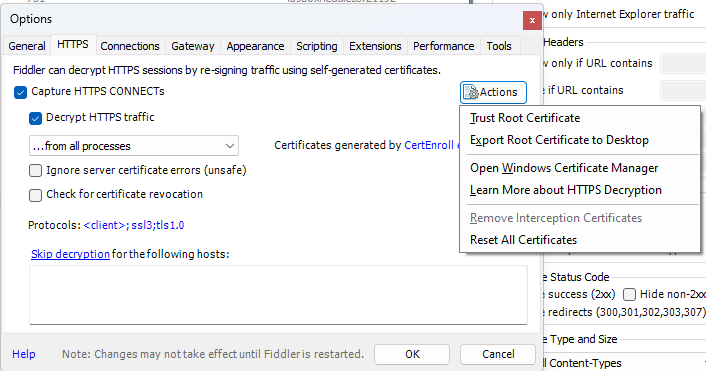 Options
General HTTPS Connections Gateway Appearance Scripting Extensions Performance Tools
Fiddler can decrypt HTTPS sessions by re-signing traffic using self-generated certificates.
Capture HTTPS CONNECTs
Actions
Decrypt HTTPS traffic
...from all processes
Certificates generated by CertEnroll
Ignore server certificate errors (unsafe)
Check for certificate revocation
Protocols: <client>;ssl3;tls1.0
Skip decryption for the following hosts:
Help
Note: Changes may not take effect until Fiddler is restarted.
OK
Cancel
Trust Root Certificate
Export Root Certificate to Desktop
Open Windows Certificate Manager
Learn More about HTTPS Decryption
Remove Interception Certificates
Reset All Certificates
only Internet Explorer traffic
Headers
only if URL contains
if URL contains
Status Code
success (2xx) Hide non-2xx
redirects (300,301,302,303,307)
Type and Size
Content-Types